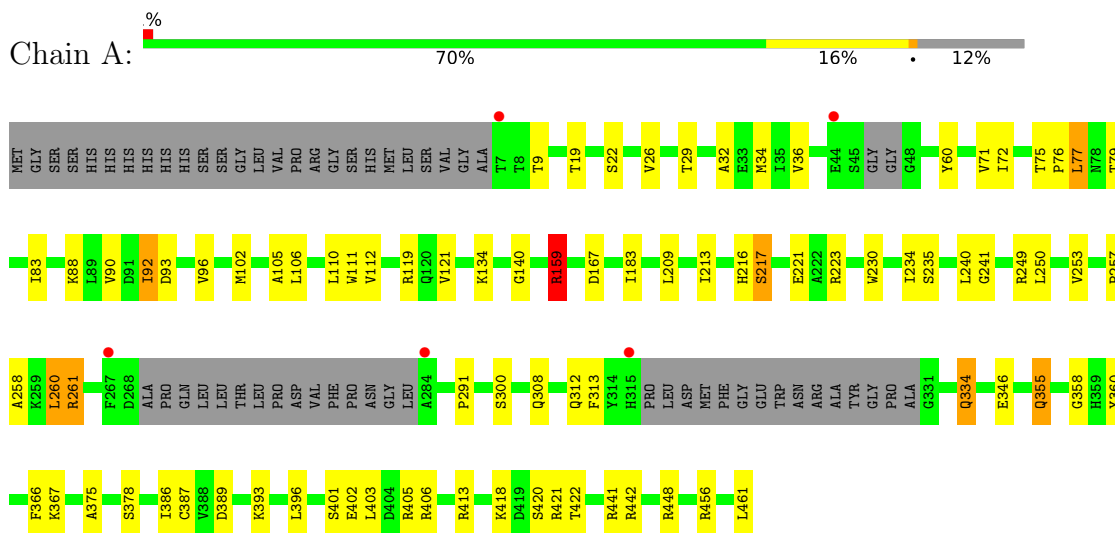 .%
Chain A:
70% 16% • 12%
MET GLY SER SER HIS HIS HIS HIS HIS HIS SER SER GLY LEU VAL PRO ARG GLY SER HIS MET LEU SER VAL GLY ALA T7 T8 T9 T19 S22 V26 T29 A32 E33 M34 I35 V36 E44 S45 GLY GLY G48 Y60 V71 I72 T75 P76 L77 N78 T79
I83 K88 L89 V90 D91 I92 D93 V96 M102 A105 L106 L110 W111 V112 R119 Q120 V121 K134 G140 R159 D167 I183 L209 I213 H216 S217 E221 A222 R223 W230 I234 S235 L240 G241 R249 L250 V253
A258 K259 L260 R261 F267 D268 ALA PRO GLN LEU LEU LEU THR LEU PRO ASP VAL PHE PRO ASN GLY LEU A284 P291 S300 Q308 Q312 F313 Y314 H315 PRO LEU ASP MET PHE GLY GLU TRP ASN ARG ALA TYR GLY PRO ALA G331 Q334 E346 Q355 G358 H359
F366 K367 A375 S378 I386 C387 V388 D389 K393 L396 S401 E402 L403 D404 R405 R406 R413 K418 D419 S420 R421 T422 R441 R442 R448 R456 L461